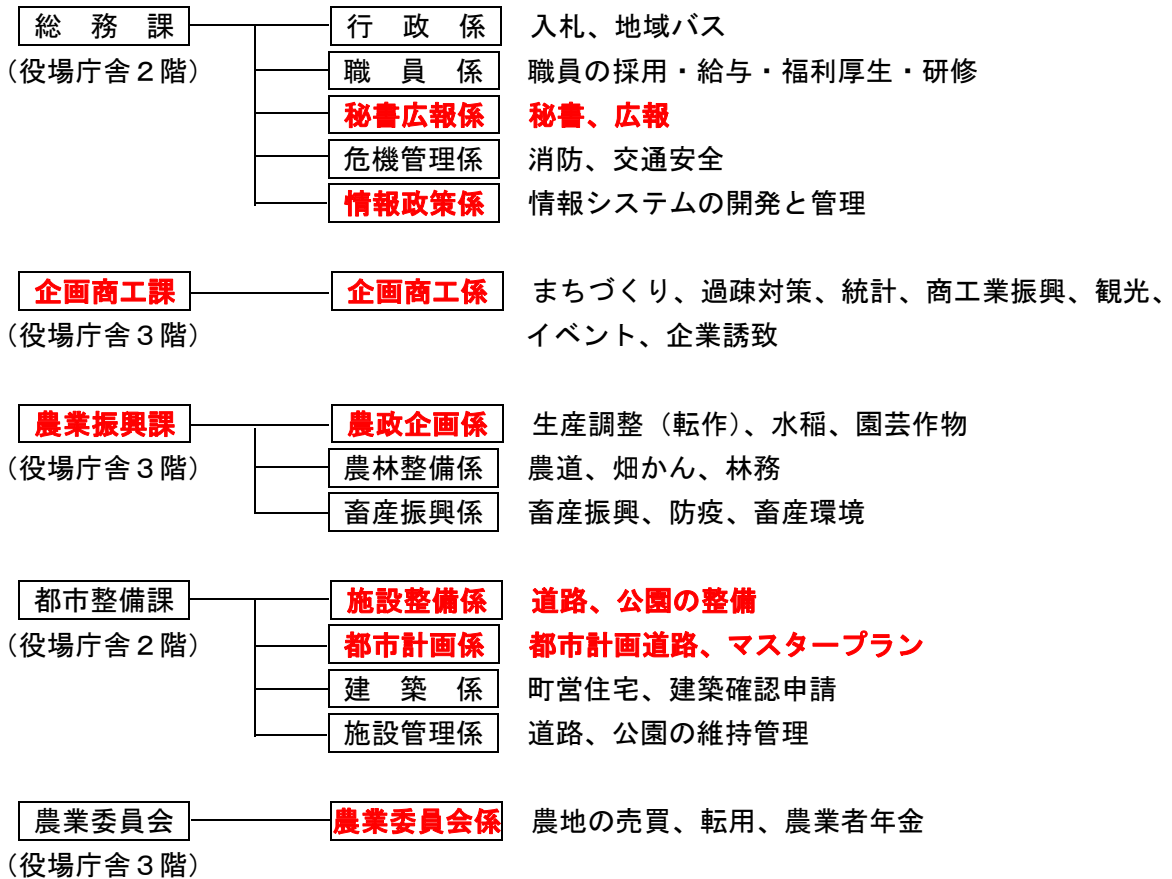 総 務 課 行 政 係 入札、地域バス
（役場庁舎２階） 職 員 係 職員の採用・給与・福利厚生・研修
秘書広報係 秘書、広報
危機管理係 消防、交通安全
情報政策係 情報システムの開発と管理
企画商工課 企画商工係 まちづくり、過疎対策、統計、商工業振興、観光、
（役場庁舎３階） イベント、企業誘致
農業振興課 農政企画係 生産調整（転作）、水稲、園芸作物
（役場庁舎３階） 農林整備係 農道、畑かん、林務
畜産振興係 畜産振興、防疫、畜産環境
都市整備課 施設整備係 道路、公園の整備
（役場庁舎２階） 都市計画係 都市計画道路、マスタープラン
建 築 係 町営住宅、建築確認申請
施設管理係 道路、公園の維持管理
農業委員会 農業委員会係 農地の売買、転用、農業者年金
（役場庁舎３階）